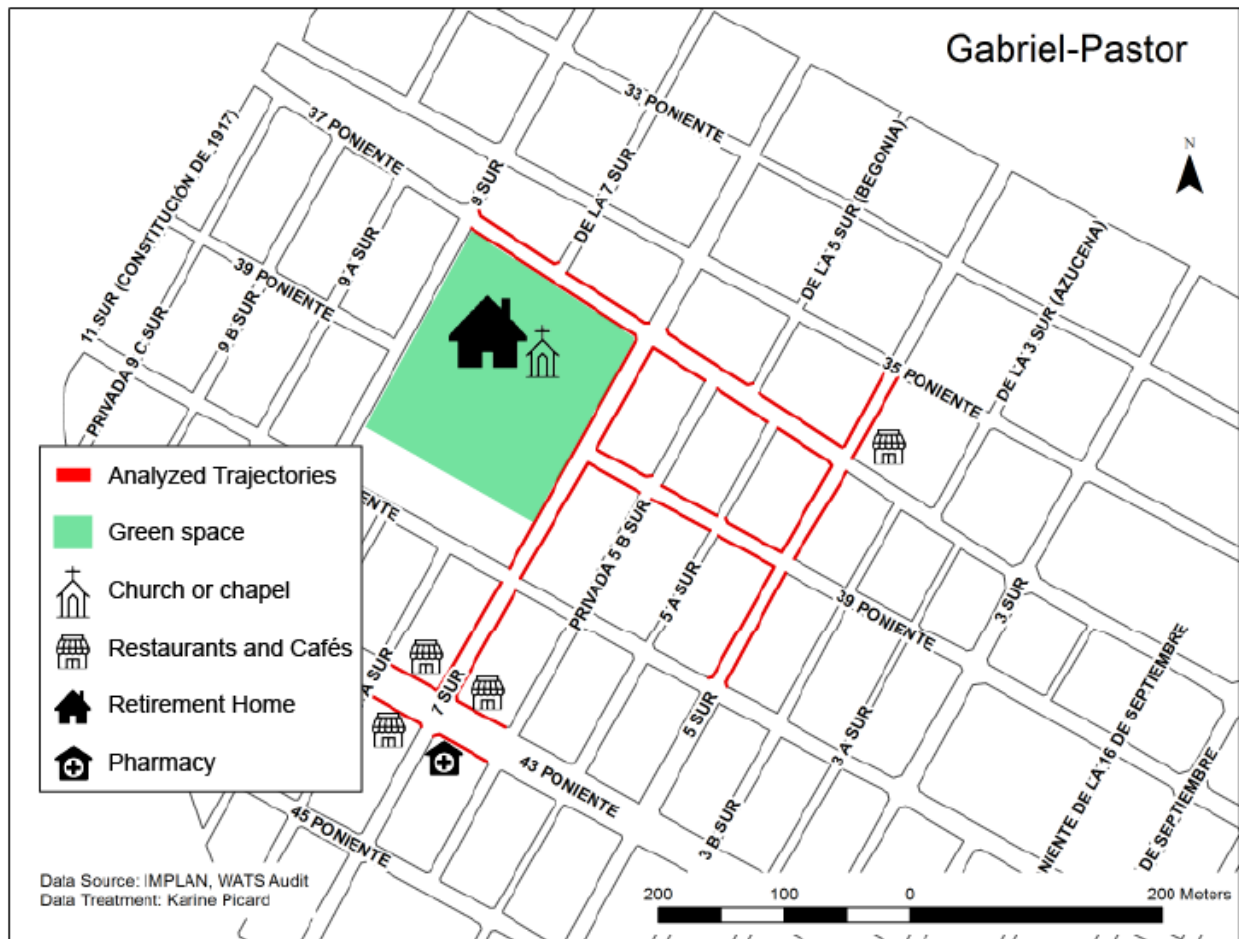 Gabriel-Pastor
33 PONIENTE
37 PONIENTE
9 SUR
DE LA 7 SUR
DE LA 5 SUR (BEGONIA)
N
11 SUR (CONSTITUCIÓN DE 1917)
9 A SUR
39 PONIENTE
9 B SUR
PRIVADA 9 C SUR
DE LA 3 SUR (AZUCENA)
35 PONIENTE
Analyzed Trajectories
Green space
Church or chapel
Restaurants and Cafés
Retirement Home
Pharmacy
ENTE
PRIVADA 5 B SUR
5 A SUR
39 PONIENTE
3 SUR
A SUR
7 SUR
5 SUR
3 A SUR
NIENTE DE LA 16 DE SEPTIEMBRE
DE SEPTIEMBRE
43 PONIENTE
3 B SUR
45 PONIENTE
Data Source: IMPLAN, WATS Audit
Data Treatment: Karine Picard
200 100 0 200 Meters